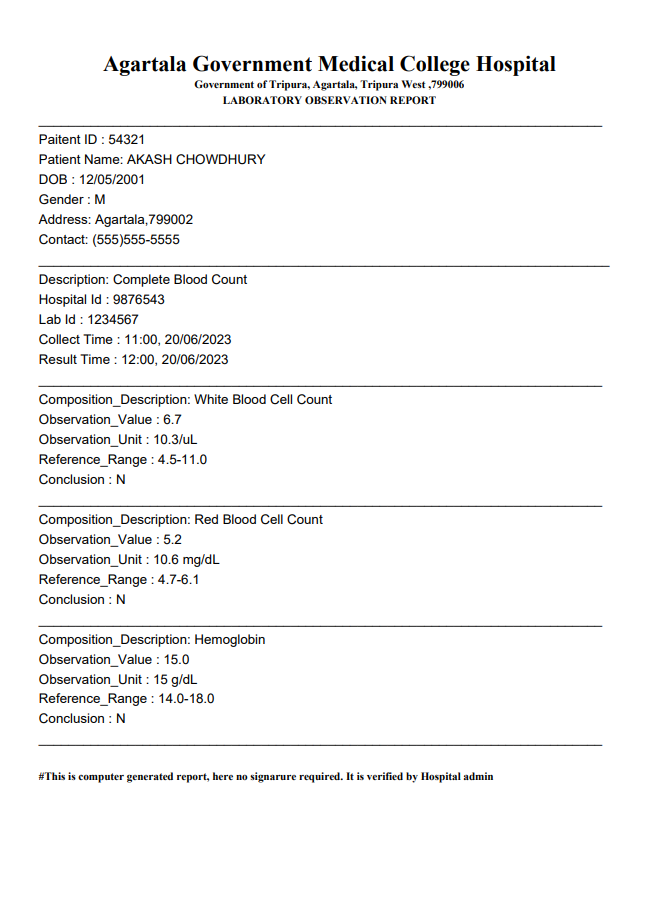 Agartala Government Medical College Hospital
Government of Tripura, Agartala, Tripura West ,799006
LABORATORY OBSERVATION REPORT
Paitent ID : 54321
Patient Name: AKASH CHOWDHURY
DOB : 12/05/2001
Gender : M
Address: Agartala,799002
Contact: (555)555-5555
Description: Complete Blood Count
Hospital Id : 9876543
Lab Id : 1234567
Collect Time : 11:00, 20/06/2023
Result Time : 12:00, 20/06/2023
Composition_Description: White Blood Cell Count
Observation_Value : 6.7
Observation_Unit : 10.3/uL
Reference_Range : 4.5-11.0
Conclusion : N
Composition_Description: Red Blood Cell Count
Observation_Value : 5.2
Observation_Unit : 10.6 mg/dL
Reference_Range : 4.7-6.1
Conclusion : N
Composition_Description: Hemoglobin
Observation_Value : 15.0
Observation_Unit : 15 g/dL
Reference_Range : 14.0-18.0
Conclusion : N
#This is computer generated report, here no signarure required. It is verified by Hospital admin